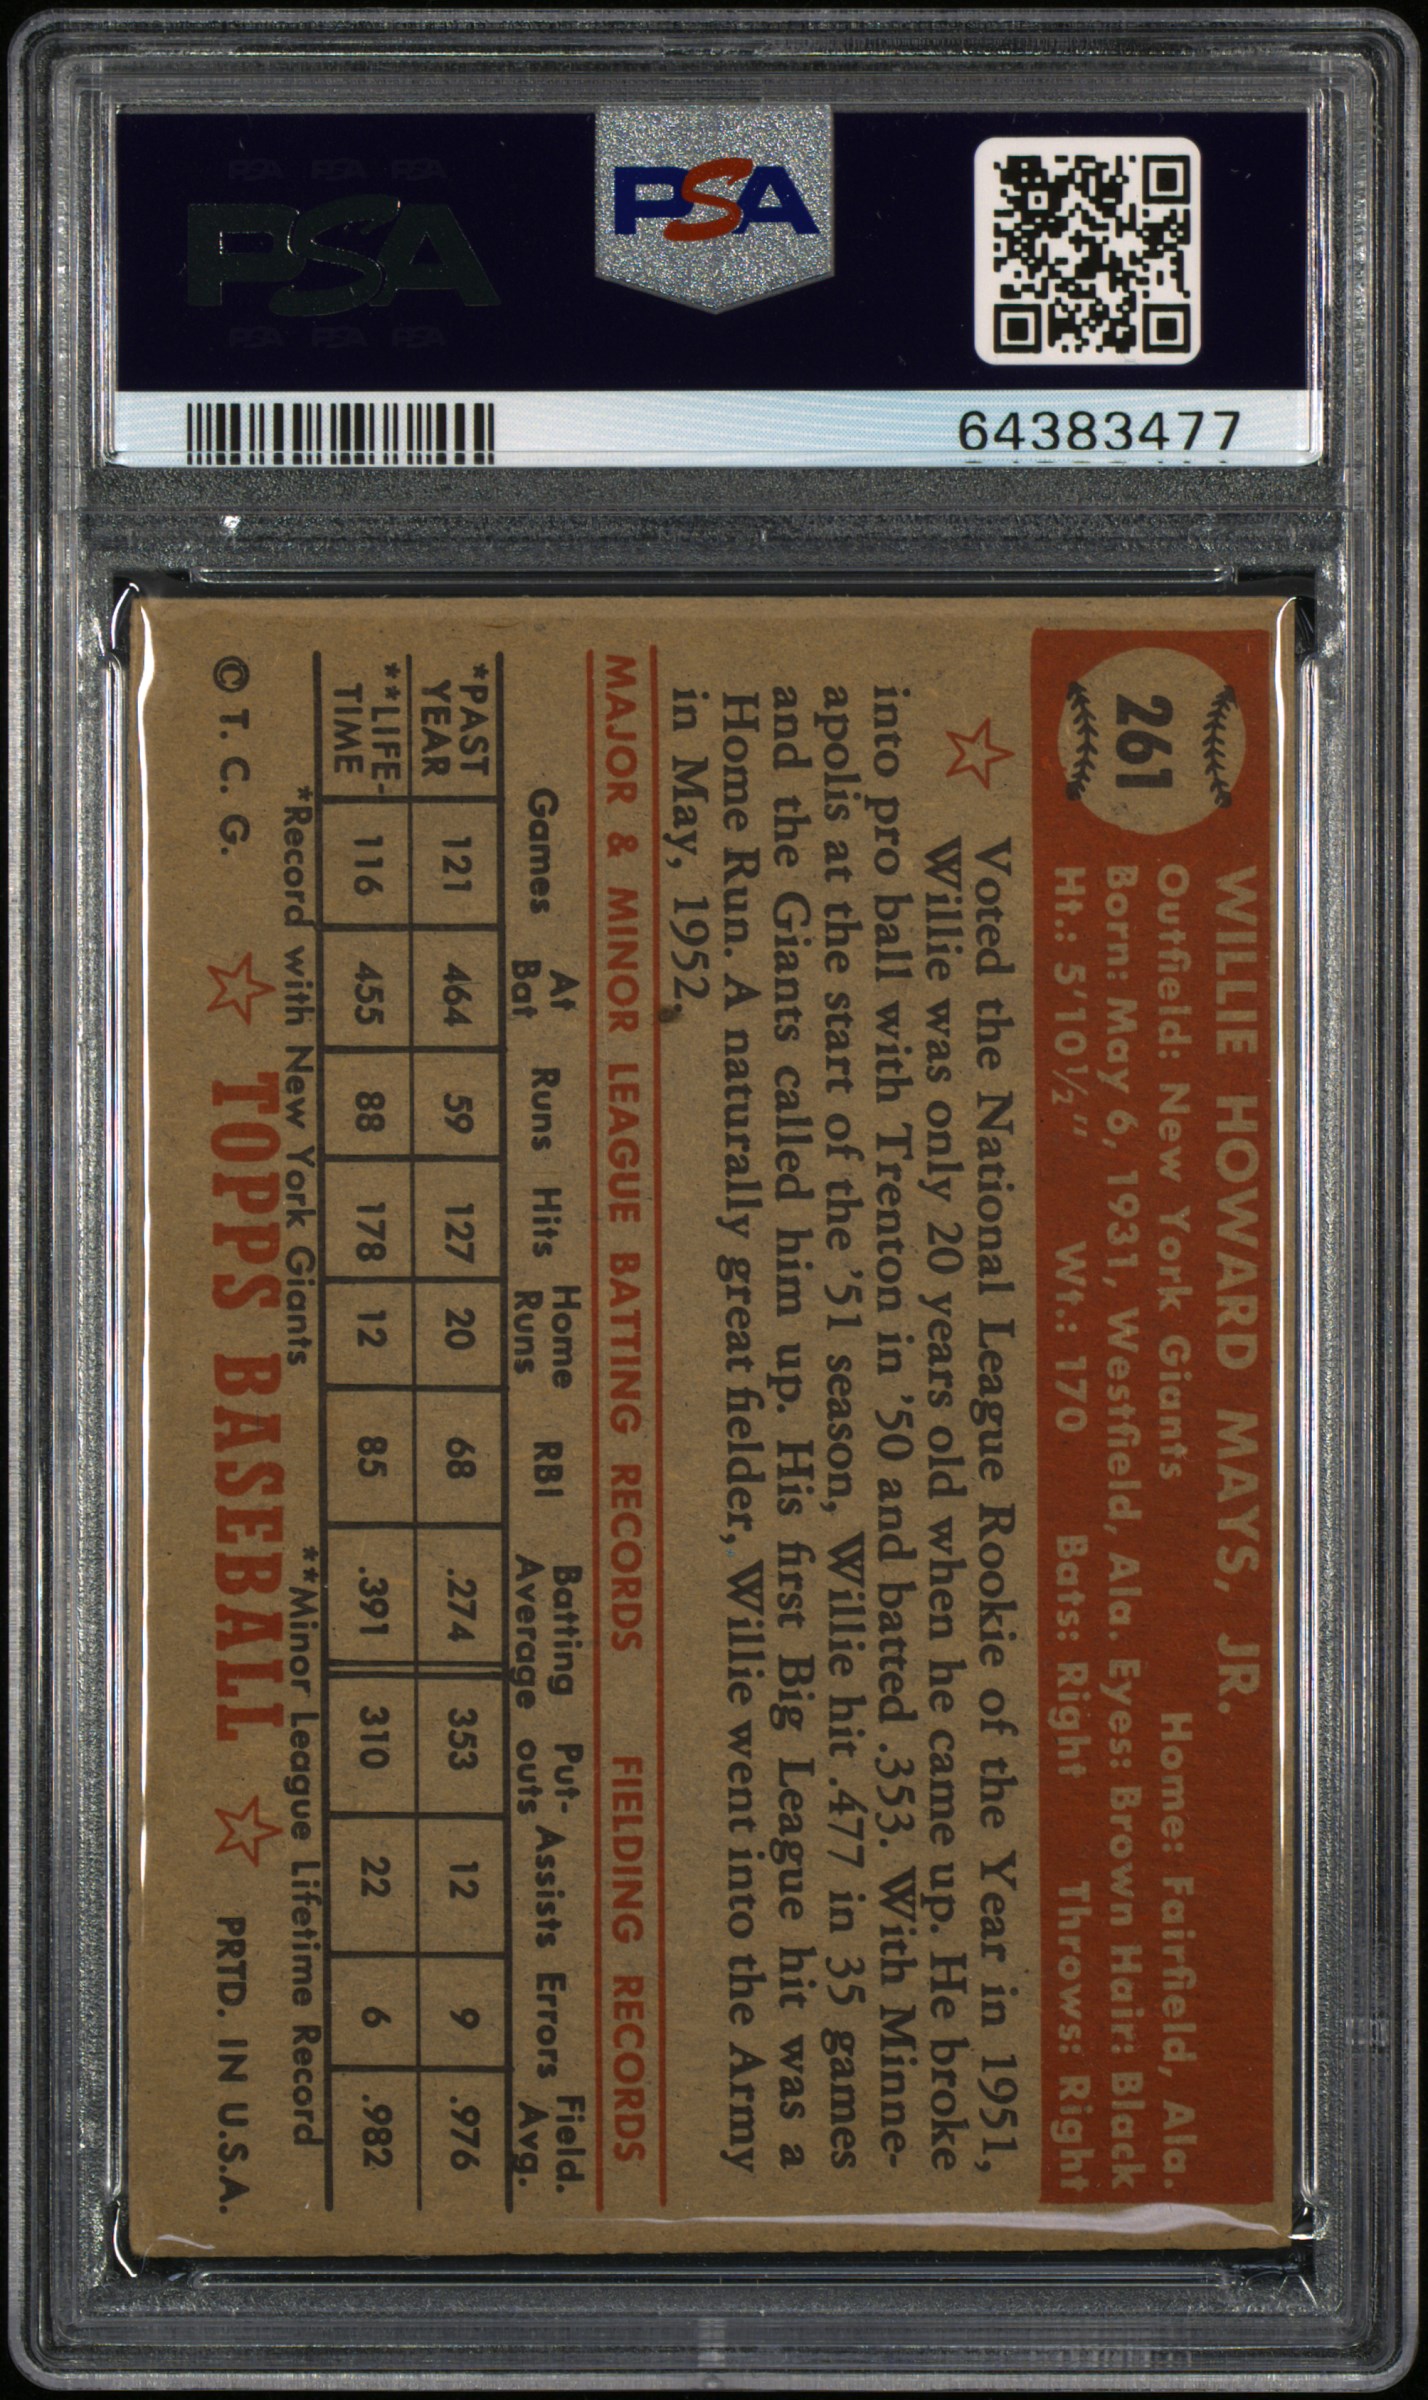 PSA PSA PSA
PSA
PSA PSA PSA
PSA
64383477
261
WILLIE HOWARD MAYS, JR.
Outfield: New York Giants Home: Fairfield, Ala.
Born: May 6, 1931, Westfield, Ala. Eyes: Brown Hair: Black
Ht.: 5'10½" Wt.: 170 Bats: Right Throws: Right
Voted the National League Rookie of the Year in 1951,
Willie was only 20 years old when he came up. He broke
into pro ball with Trenton in '50 and batted .353. With Minne-
apolis at the start of the '51 season, Willie hit .477 in 35 games
and the Giants called him up. His first Big League hit was a
Home Run. A naturally great fielder, Willie went into the Army
in May, 1952.
MAJOR & MINOR LEAGUE BATTING RECORDS FIELDING RECORDS
Games At Bat Runs Hits Home Runs RBI Batting Average Put-outs Assists Errors Field. Avg.
*PAST YEAR 121 464 59 127 20 68 .274 353 12 9 .976
**LIFE-TIME 116 455 88 178 12 85 .391 310 22 6 .982
*Record with New York Giants **Minor League Lifetime Record
© T. C. G. TOPPS BASEBALL PRTD. IN U.S.A.